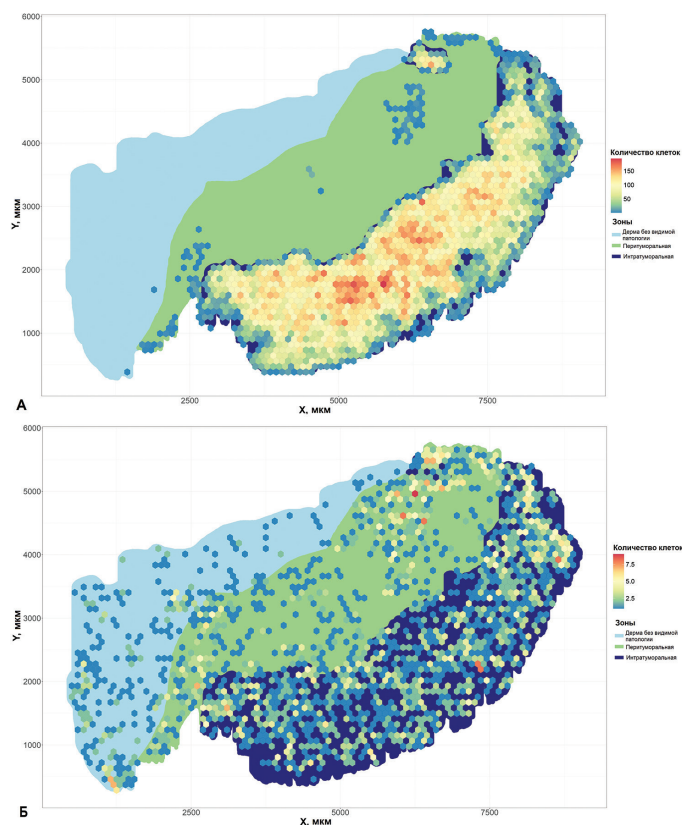 6000
5000
4000
3000
2000
1000
Y, мкм
2500
5000
7500
X, мкм
А
Количество клеток
150
100
50
Зоны
Дерма без видимой
патологии
Перитуморальная
Интратуморальная
6000
5000
4000
3000
2000
1000
0
Y, мкм
2500
5000
7500
X, мкм
Б
Количество клеток
7.5
5.0
2.5
Зоны
Дерма без видимой
патологии
Перитуморальная
Интратуморальная